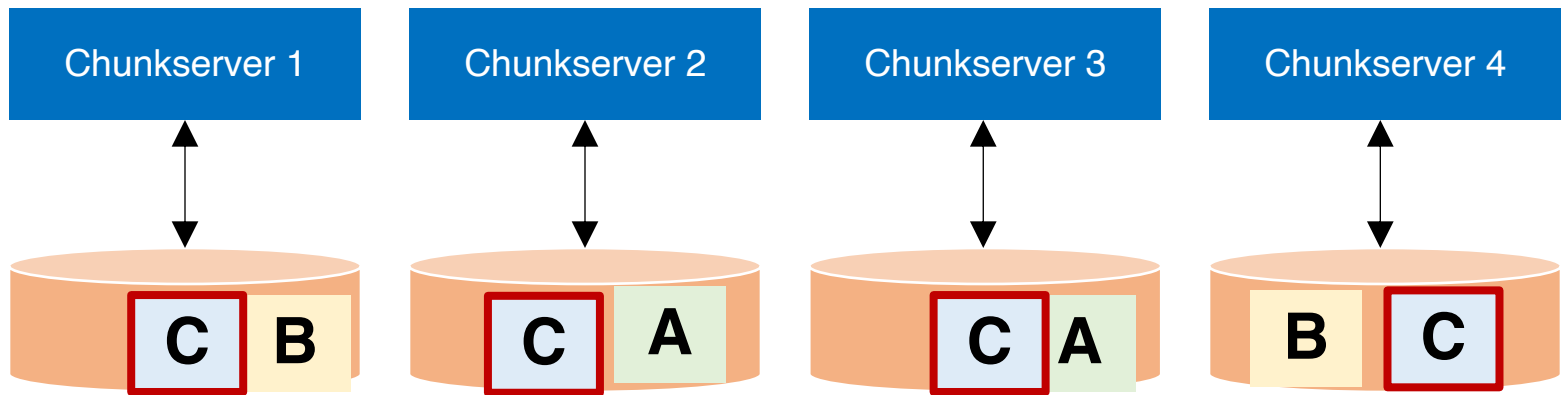 Chunkserver 1
Chunkserver 2
Chunkserver 3
Chunkserver 4
C B
C A
C A
B C